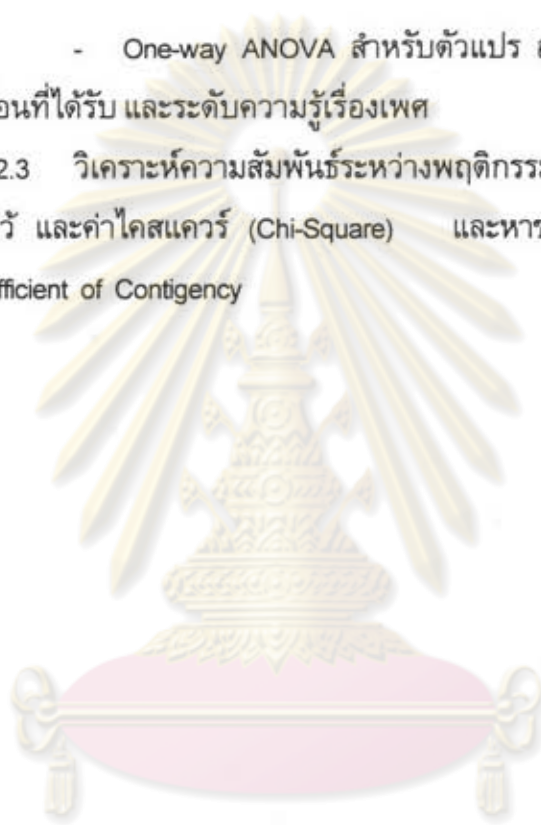 - One-way ANOVA สำหรับตัวแปร
อนที่ได้รับ และระดับความรู้เรื่องเพศ
2.3 วิเคราะห์ความสัมพันธ์ระหว่างพฤติกรรม
วั และค่าไคสแควร์ (Chi-Square) และหาข
fficient of Contigency